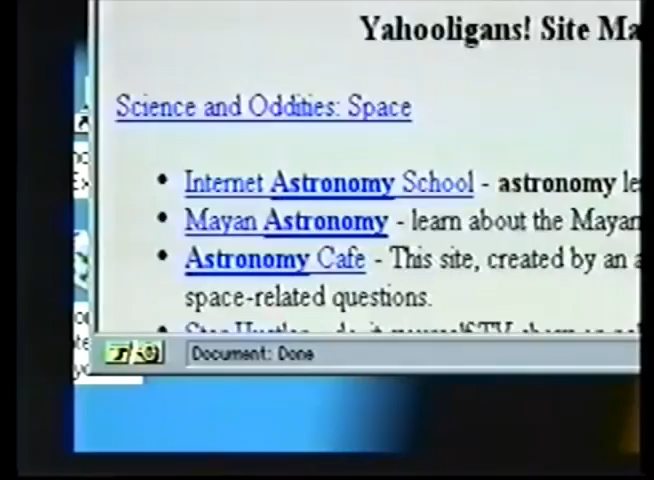 Yahooligans! Site Ma
Science and Oddities: Space
• Internet Astronomy School - astronomy le
• Mayan Astronomy - learn about the Mayan
• Astronomy Cafe - This site, created by an a
space-related questions.
Document: Done